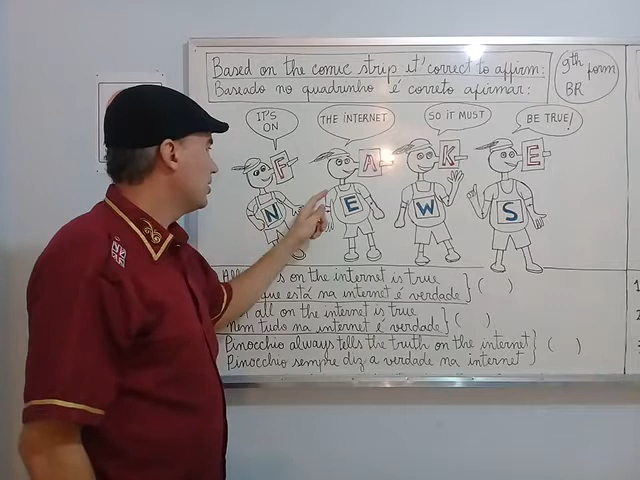 Based on the comic strip it' correct to affirm:
Baseado no quadrinho é correto afirmar:
9th form
BR
IT'S
ON
THE INTERNET
SO IT MUST
BE TRUE!
F A K E
N E W S
All on the internet is true
que está na internet é verdade ( )
all on the internet is true
Nem tudo na internet é verdade ( )
Pinocchio always tells the truth on the internet
Pinocchio sempre diz a verdade na internet ( )
1
2